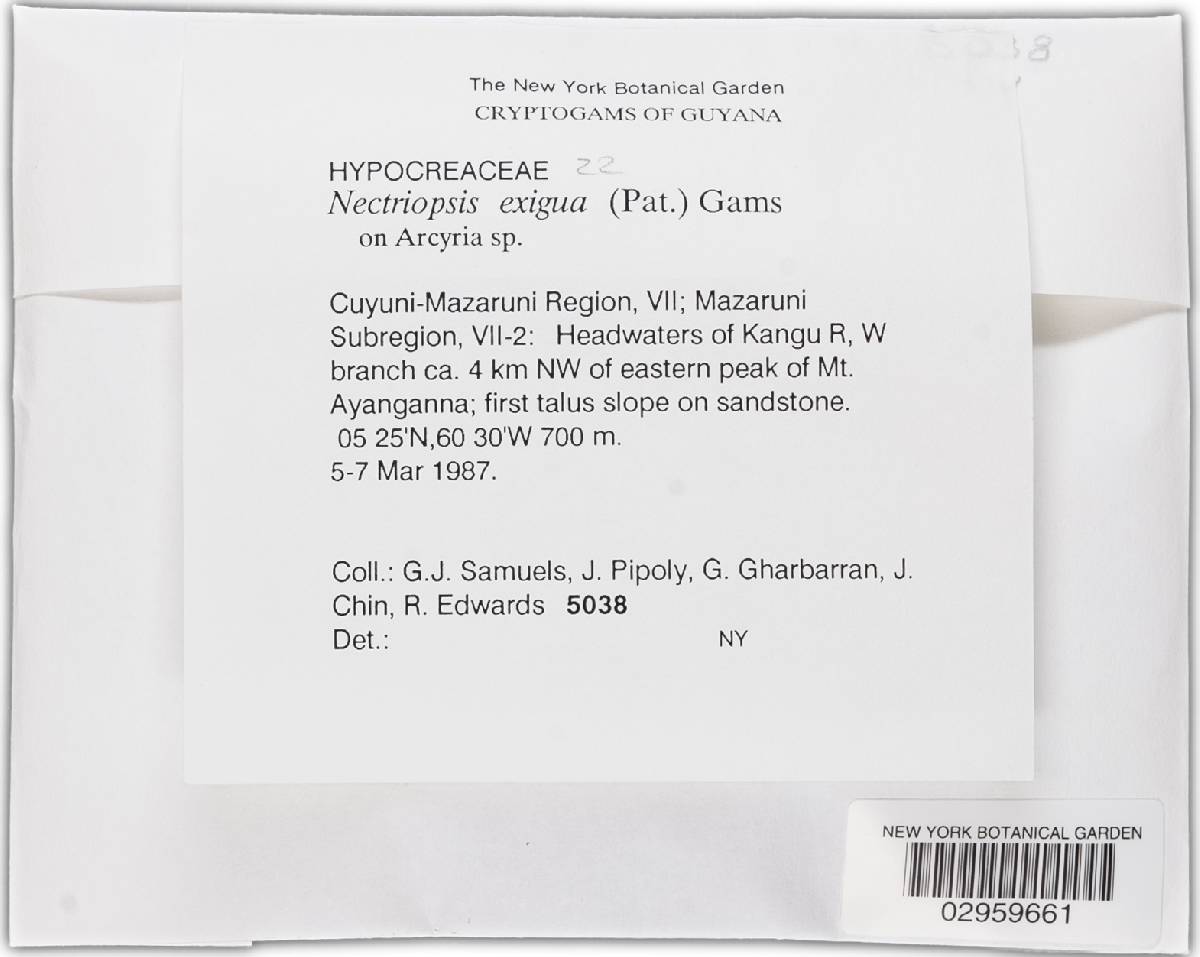 The New York Botanical Garden
CRYPTOGAMS OF GUYANA
HYPOCREACEAE 22
Nectriopsis exigua (Pat.) Gams
on Arcyria sp.
Cuyuni-Mazaruni Region, VII; Mazaruni
Subregion, VII-2: Headwaters of Kangu R, W
branch ca. 4 km NW of eastern peak of Mt.
Ayanganna; first talus slope on sandstone.
05 25'N,60 30'W 700 m.
5-7 Mar 1987.
Coll.: G.J. Samuels, J. Pipoly, G. Gharbarran, J.
Chin, R. Edwards 5038
Det.: NY
NEW YORK BOTANICAL GARDEN
02959661